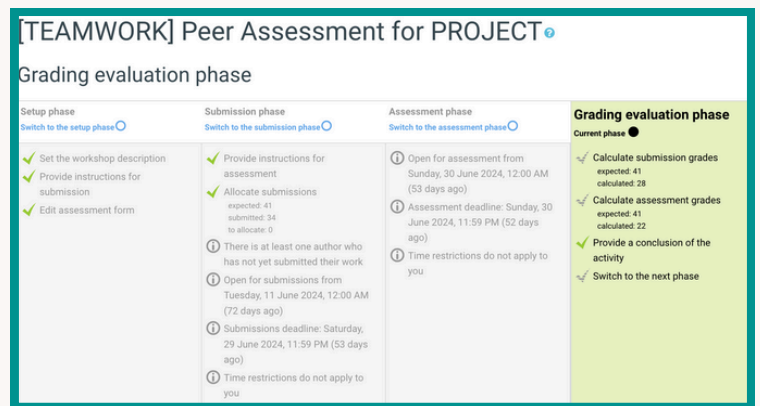 [TEAMWORK] Peer Assessment for PROJECT
Grading evaluation phase
Setup phase
Switch to the setup phase
Set the workshop description
Provide instructions for
submission
Edit assessment form
Submission phase
Switch to the submission phase
Provide instructions for
assessment
Allocate submissions
expected: 41
submitted: 34
to allocate: 0
There is at least one author who
has not yet submitted their work
Open for submissions from
Tuesday, 11 June 2024, 12:00 AM
(72 days ago)
Submissions deadline: Saturday,
29 June 2024, 11:59 PM (53 days
ago)
Time restrictions do not apply to
you
Assessment phase
Switch to the assessment phase
Open for assessment from
Sunday, 30 June 2024, 12:00 AM
(53 days ago)
Assessment deadline: Sunday, 30
June 2024, 11:59 PM (52 days
ago)
Time restrictions do not apply to
you
Grading evaluation phase
Current phase
Calculate submission grades
expected: 41
calculated: 28
Calculate assessment grades
expected: 41
calculated: 22
Provide a conclusion of the
activity
Switch to the next phase